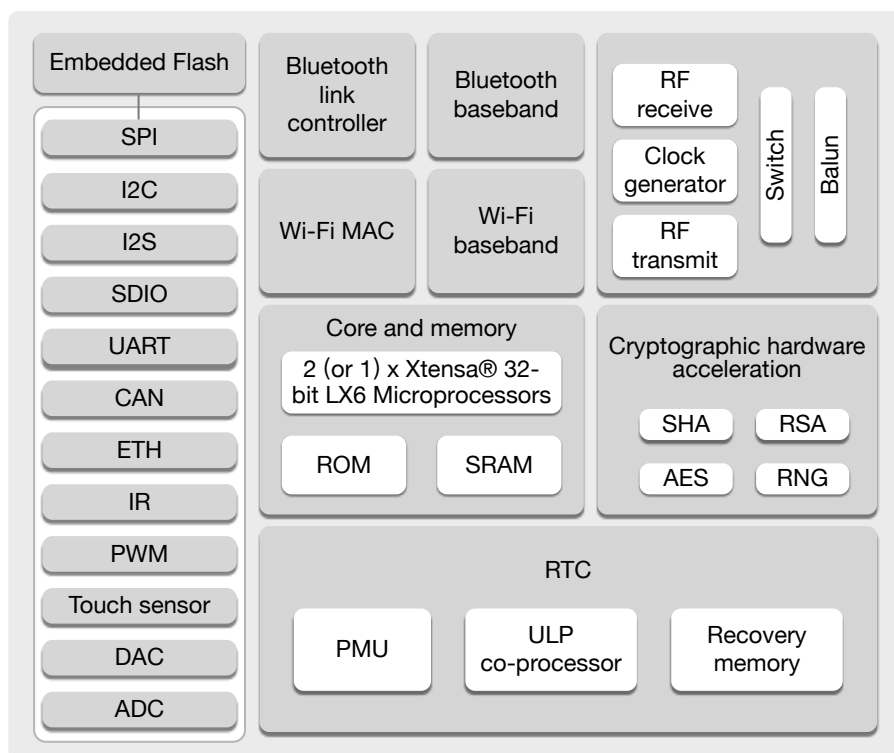 Embedded Flash
SPI
I2C
I2S
SDIO
UART
CAN
ETH
IR
PWM
Touch sensor
DAC
ADC
Bluetooth
link
controller
Bluetooth
baseband
Wi-Fi MAC
Wi-Fi
baseband
RF
receive
Clock
generator
RF
transmit
Switch
Balun
Core and memory
2 (or 1) x Xtensa® 32-
bit LX6 Microprocessors
ROM
SRAM
Cryptographic hardware
acceleration
SHA
RSA
AES
RNG
RTC
PMU
ULP
co-processor
Recovery
memory